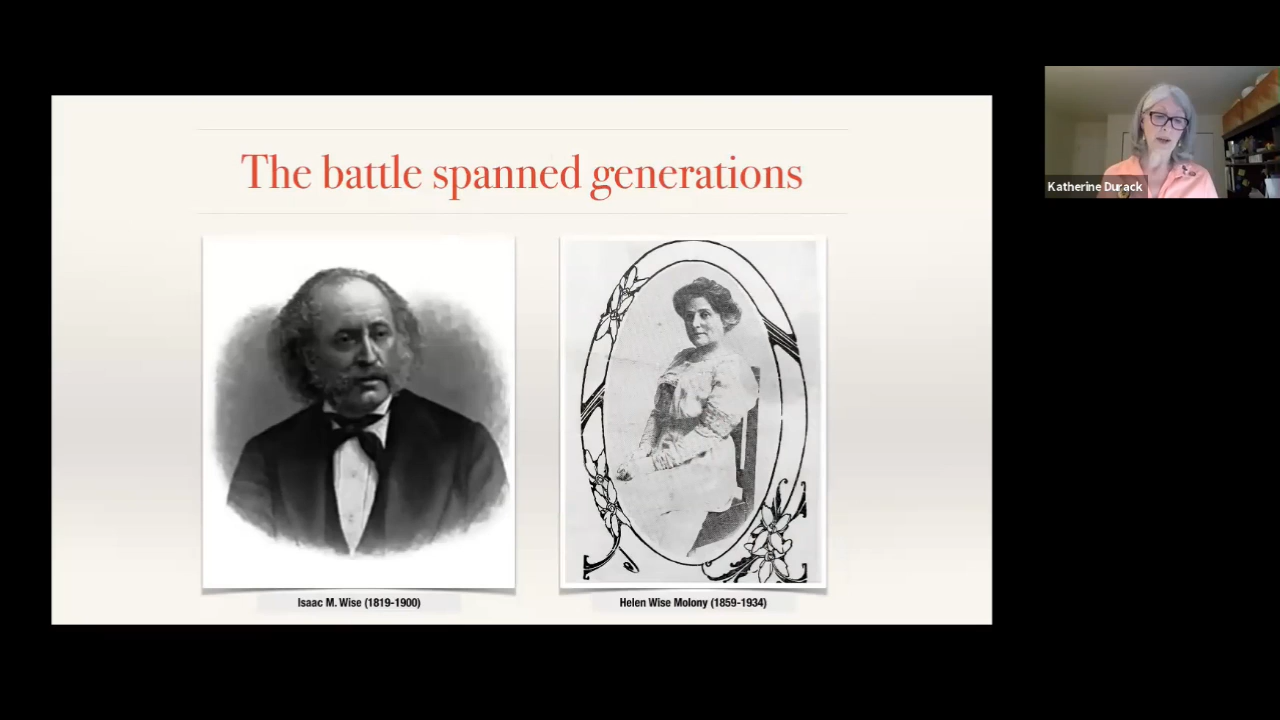 The battle spanned generations
Katherine Durack
Isaac M. Wise (1819-1900)
Helen Wise Molony (1859-1934)